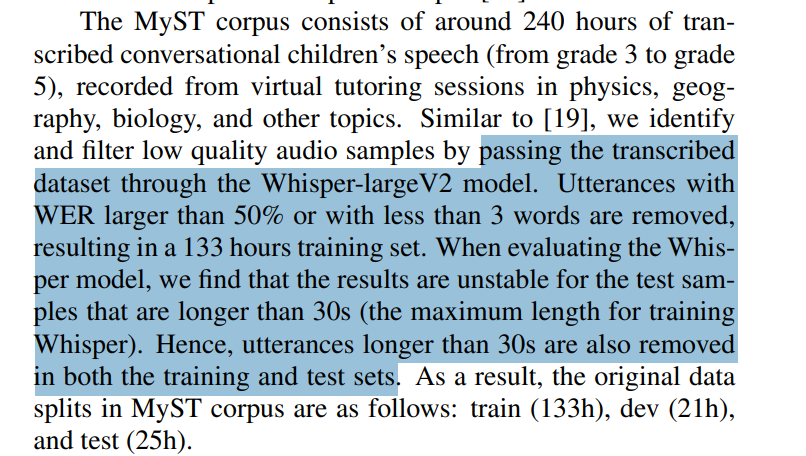 The MyST corpus consists of around 240 hours of tran-
scribed conversational children's speech (from grade 3 to grade
5), recorded from virtual tutoring sessions in physics, geog-
raphy, biology, and other topics. Similar to [19], we identify
and filter low quality audio samples by passing the transcribed
dataset through the Whisper-largeV2 model. Utterances with
WER larger than 50% or with less than 3 words are removed,
resulting in a 133 hours training set. When evaluating the Whis-
per model, we find that the results are unstable for the test sam-
ples that are longer than 30s (the maximum length for training
Whisper). Hence, utterances longer than 30s are also removed
in both the training and test sets. As a result, the original data
splits in MyST corpus are as follows: train (133h), dev (21h),
and test (25h).